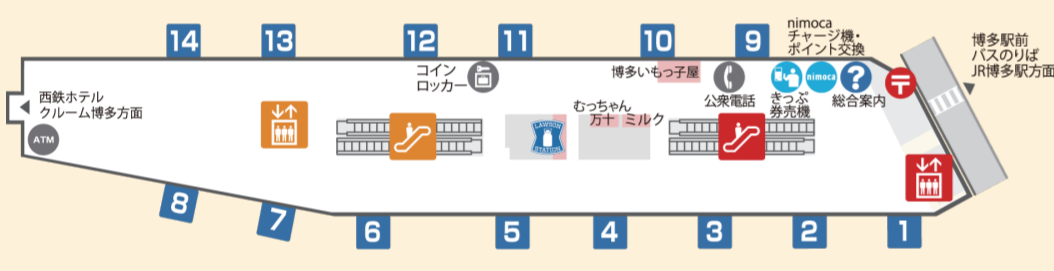 14
13
12
11
10
9
nimoca
チャージ機・
ポイント交換
博多駅前
バスのりば
JR博多駅方面
西鉄ホテル
クルーム博多方面
ATM
コイン
ロッカー
博多いもっ子屋
公衆電話
きっぷ
券売機
nimoca
?
総合案内
〒
むっちゃん
万十
ミルク
LAWSON
STATION
8
7
6
5
4
3
2
1